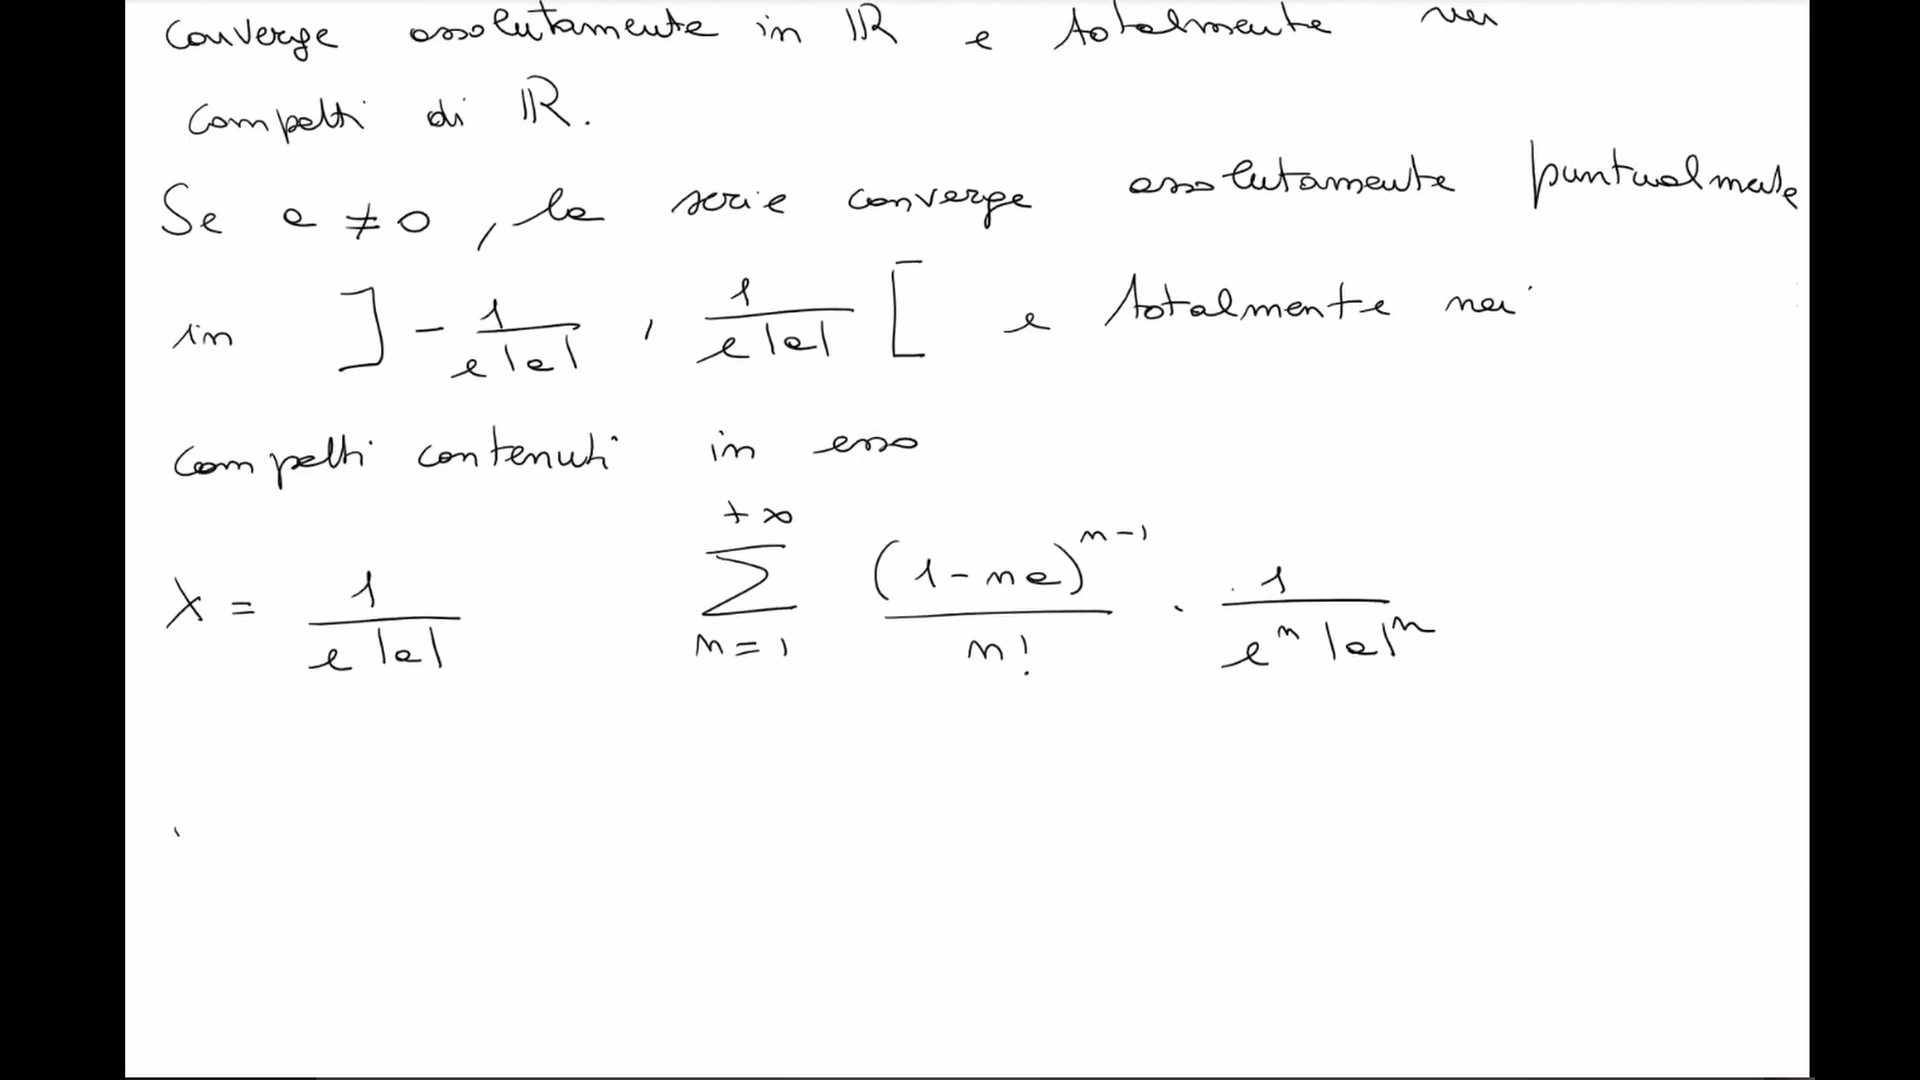 converge assolutamente in ℝ e totalmente nei
compatti di ℝ.
Se a ≠ 0, la serie converge assolutamente puntualmente
in ]-1/(e|a|), 1/(e|a|)[ e totalmente nei
compatti contenuti in esso
x = 1/(e|a|) ∑_{n=1}^{+∞} (1-na)^{n-1}/n! · 1/(e^n |a|^n)